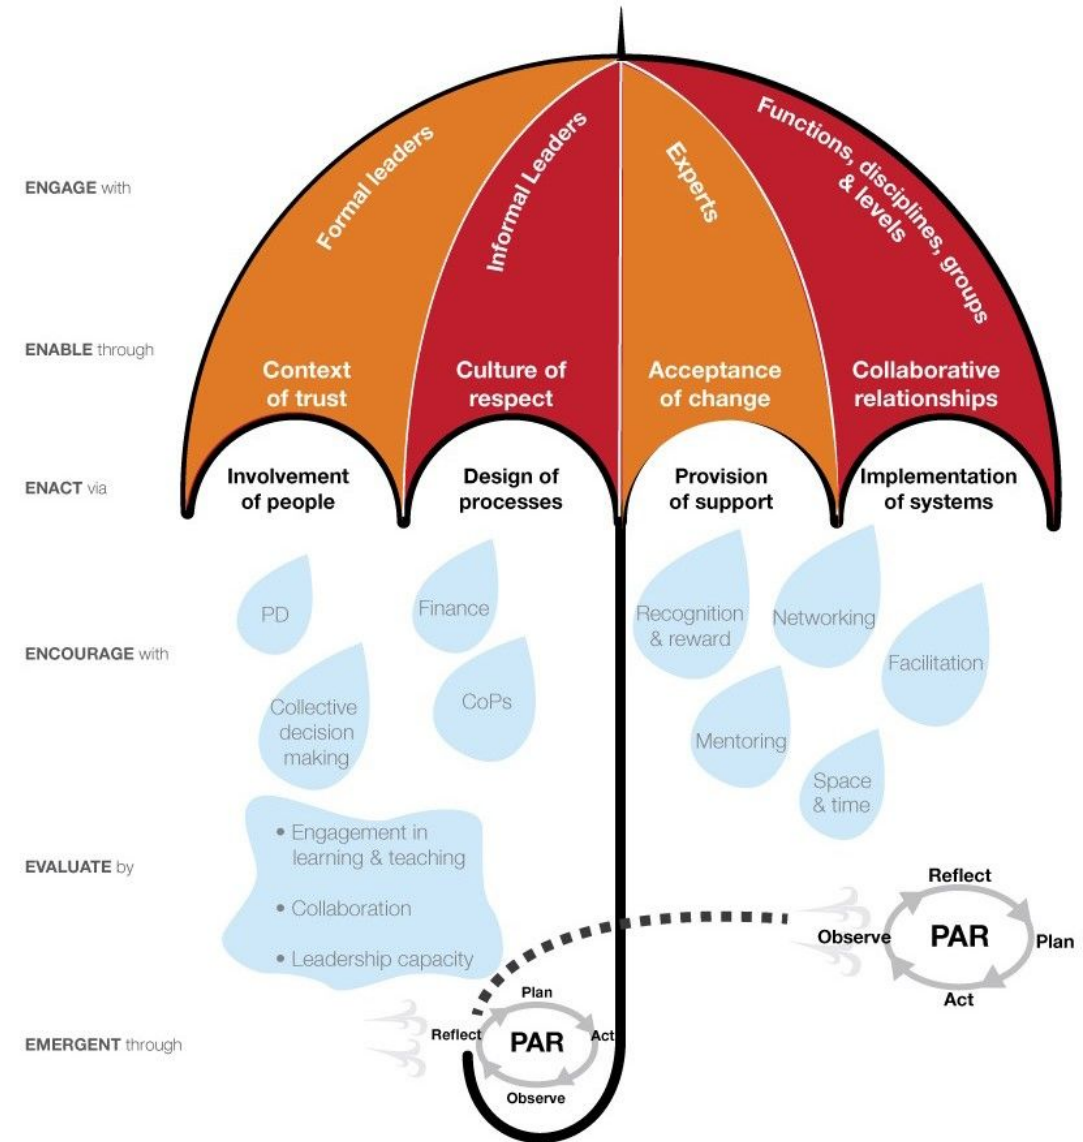 ENGAGE with
Formal leaders
Informal Leaders
Experts
Functions, disciplines, groups
& levels
ENABLE through
Context
of trust
Culture of
respect
Acceptance
of change
Collaborative
relationships
ENACT via
Involvement
of people
Design of
processes
Provision
of support
Implementation
of systems
ENCOURAGE with
PD
Collective
decision
making
Finance
CoPs
Recognition
& reward
Networking
Facilitation
Mentoring
Space
& time
EVALUATE by
• Engagement in
learning & teaching
• Collaboration
• Leadership capacity
Reflect
Observe
PAR
Plan
Act
EMERGENT through
Plan
Reflect
PAR
Act
Observe